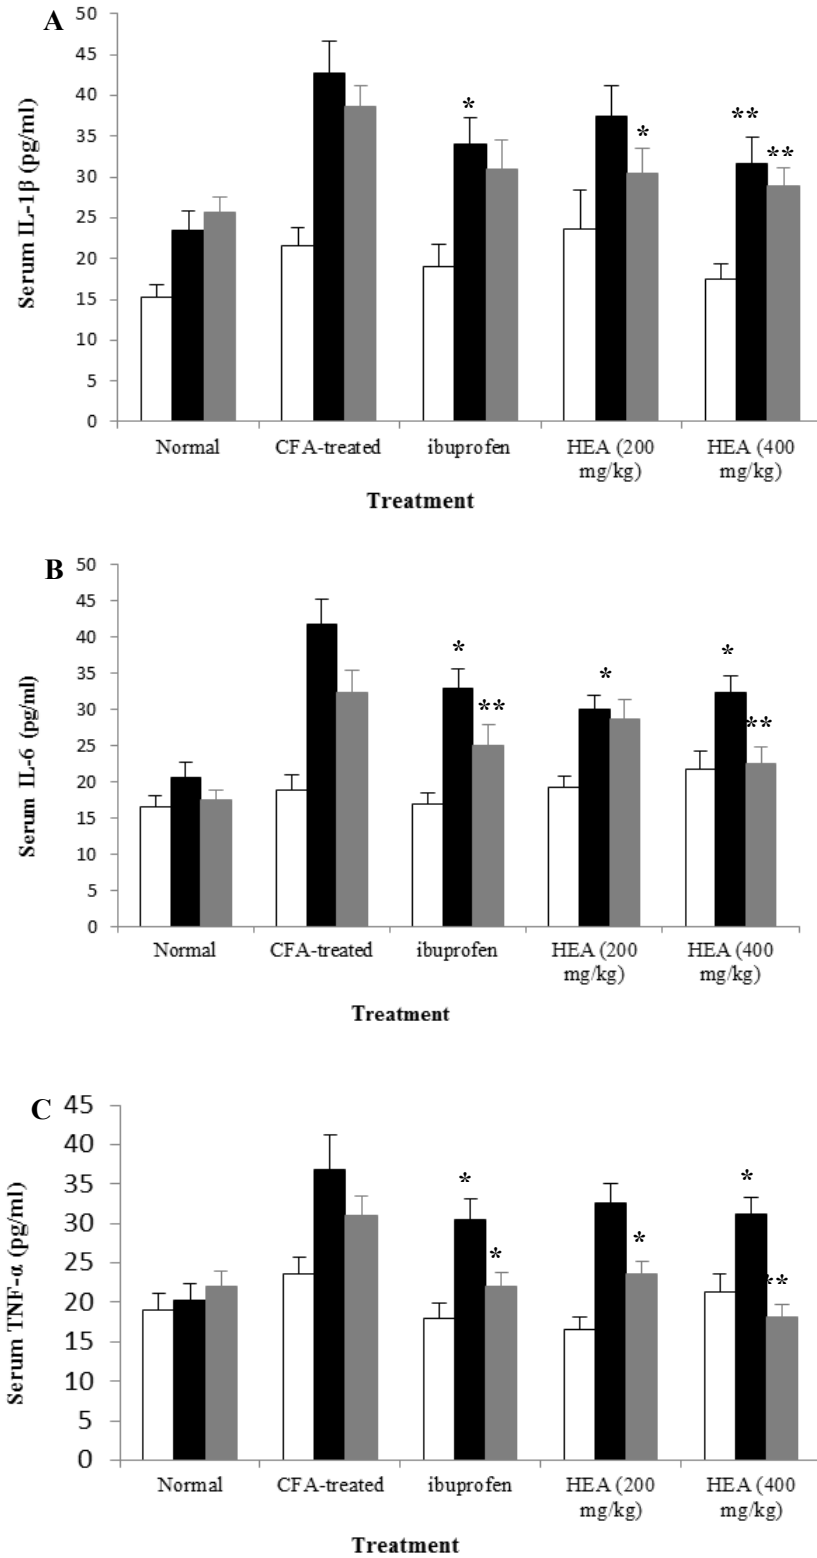 A
50
45
40
35
30
25
20
15
10
5
0
Serum IL-1β (pg/ml)
*
*
**
**
Normal
CFA-treated
ibuprofen
HEA (200
mg/kg)
HEA (400
mg/kg)
Treatment
B
50
45
40
35
30
25
20
15
10
5
0
Serum IL-6 (pg/ml)
*
**
*
*
**
Normal
CFA-treated
ibuprofen
HEA (200
mg/kg)
HEA (400
mg/kg)
Treatment
C
45
40
35
30
25
20
15
10
5
0
Serum TNF-α (pg/ml)
*
*
*
*
**
Normal
CFA-treated
ibuprofen
HEA (200
mg/kg)
HEA (400
mg/kg)
Treatment